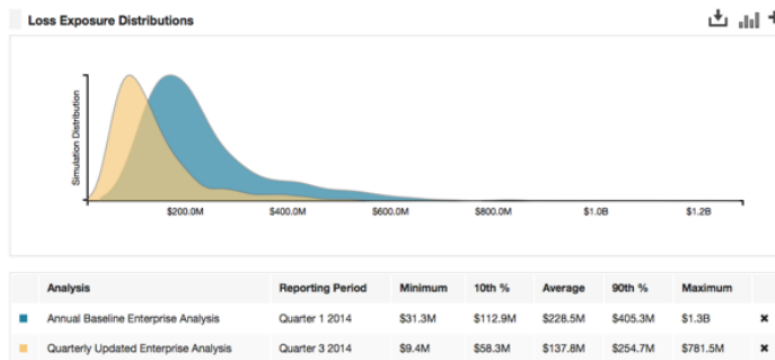 Loss Exposure Distributions
Simulation Distribution
$200.0M $400.0M $600.0M $800.0M $1.0B $1.2B
Analysis Reporting Period Minimum 10th % Average 90th % Maximum
Annual Baseline Enterprise Analysis Quarter 1 2014 $31.3M $112.9M $228.5M $405.3M $1.3B
Quarterly Updated Enterprise Analysis Quarter 3 2014 $9.4M $58.3M $137.8M $254.7M $781.5M